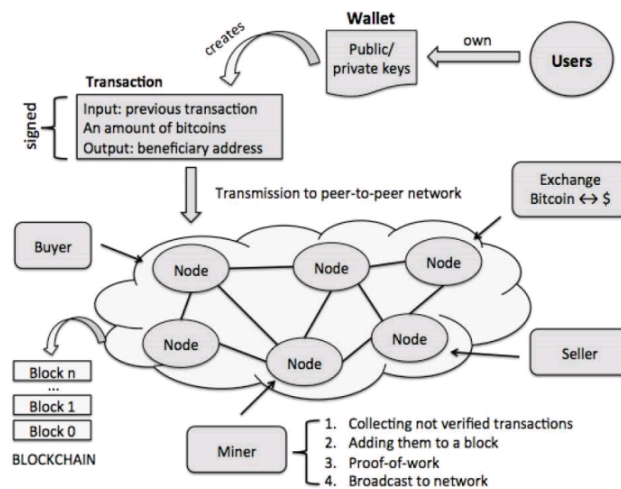 Wallet
creates
Public/
private keys
own
Users
Transaction
signed
Input: previous transaction
An amount of bitcoins
Output: beneficiary address
Transmission to peer-to-peer network
Exchange
Bitcoin ↔ $
Buyer
Node
Node
Node
Node
Node
Node
Seller
Block n
...
Block 1
Block 0
BLOCKCHAIN
Miner
1. Collecting not verified transactions
2. Adding them to a block
3. Proof-of-work
4. Broadcast to network